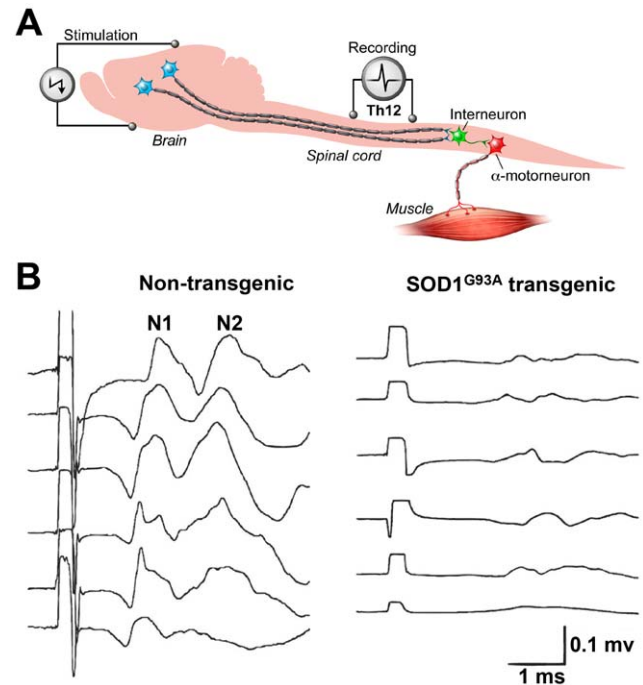 A
Stimulation
Recording
Th12
Interneuron
Brain
Spinal cord
α-motorneuron
Muscle
B
Non-transgenic
SOD1G93A transgenic
N1 N2
0.1 mv
1 ms